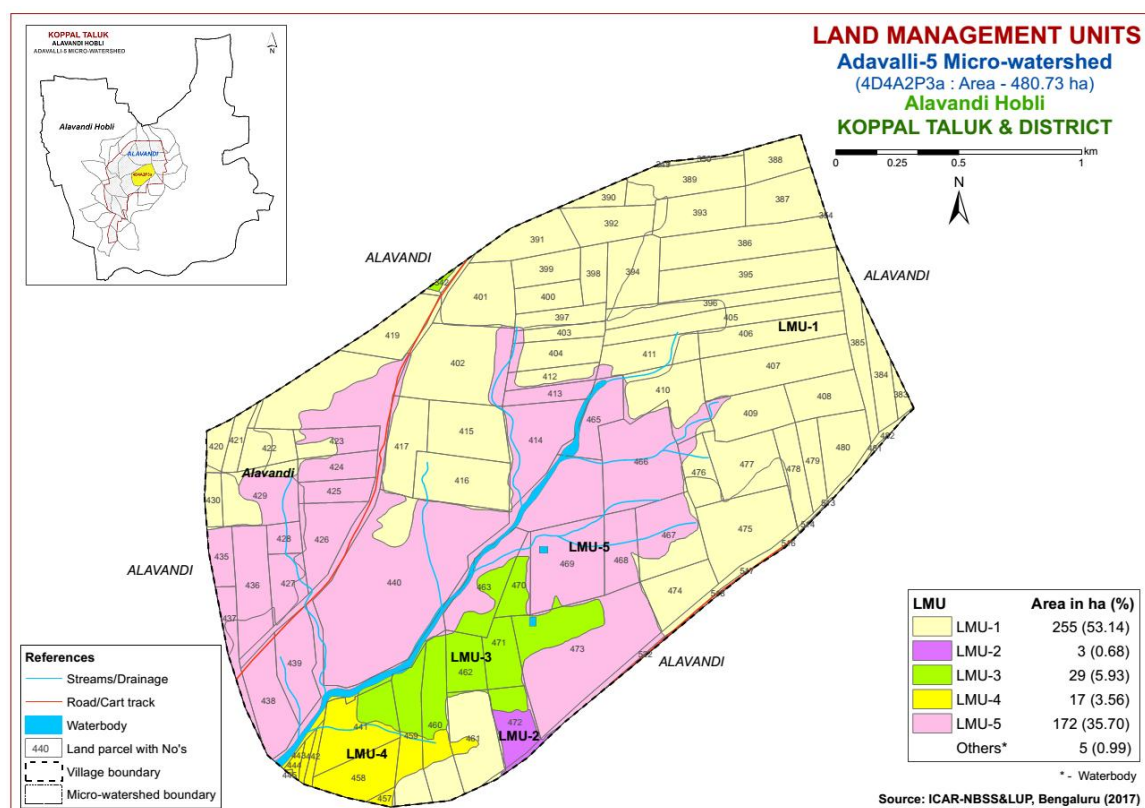 KOPPAL TALUK
ALAVANDI HOBLI
ADAVALLI-5 MICRO-WATERSHED
N
Alavandi Hobli
ALAVANDI
4D4A2P3a
LAND MANAGEMENT UNITS
Adavalli-5 Micro-watershed
(4D4A2P3a : Area - 480.73 ha)
Alavandi Hobli
KOPPAL TALUK & DISTRICT
km
0 0.25 0.5 1
N
388
389
390 393 387
392
391 386
ALAVANDI
399 398 394 395 ALAVANDI
401 400
397 396
403 405
419 406 LMU-1
402 404 411 385
407
412 384
413 410 408 383
465 409
415 414
420 421 422 423 417 480
466
424 476 477 478 479
Alavandi 425 416
430 429
475
428 426 467
435 LMU-5
ALAVANDI 436 427 440 469 468
463 470 474
437
471 473 ALAVANDI
439 LMU-3
462
438
472
441 460 LMU-2
459 461
442 LMU-4
458
457
References
Streams/Drainage
Road/Cart track
Waterbody
440 Land parcel with No's
Village boundary
Micro-watershed boundary
LMU Area in ha (%)
LMU-1 255 (53.14)
LMU-2 3 (0.68)
LMU-3 29 (5.93)
LMU-4 17 (3.56)
LMU-5 172 (35.70)
Others* 5 (0.99)
* - Waterbody
Source: ICAR-NBSS&LUP, Bengaluru (2017)